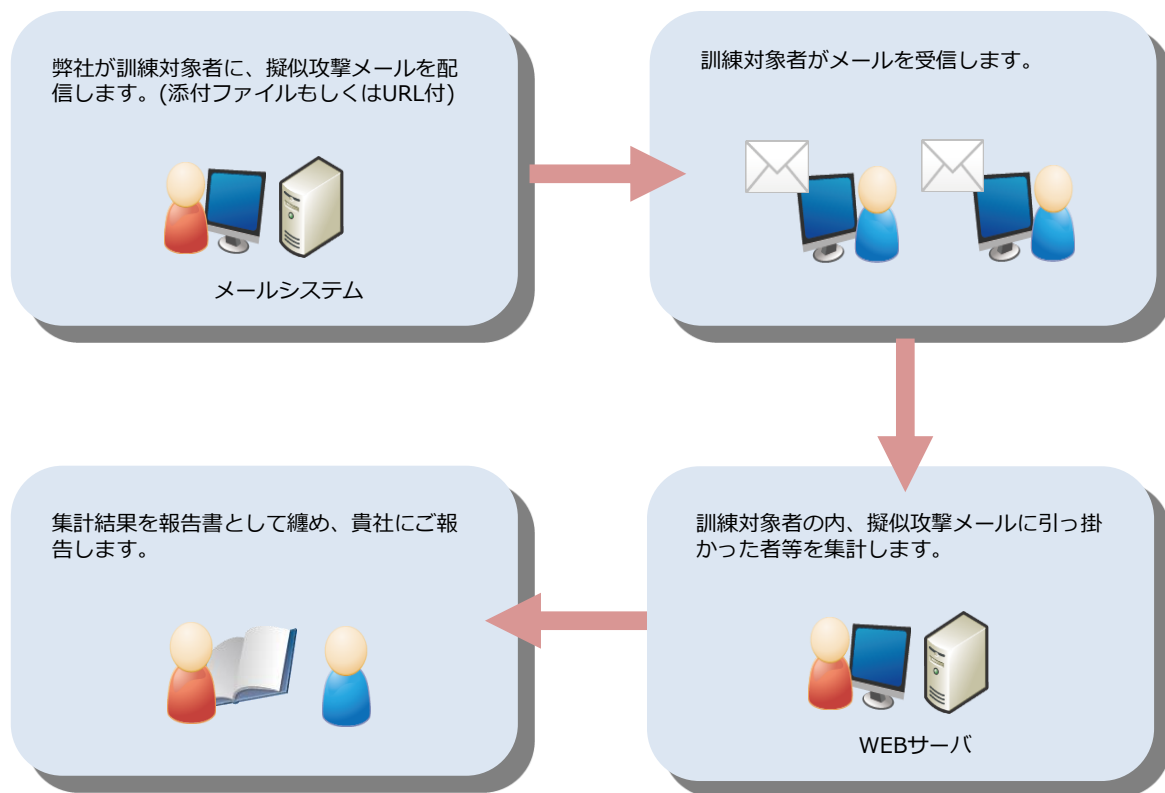 弊社が訓練対象者に、擬似攻撃メールを配
信します。(添付ファイルもしくはURL付)
メールシステム
訓練対象者がメールを受信します。
訓練対象者の内、擬似攻撃メールに引っ掛
かった者等を集計します。
WEBサーバ
集計結果を報告書として纏め、貴社にご報
告します。